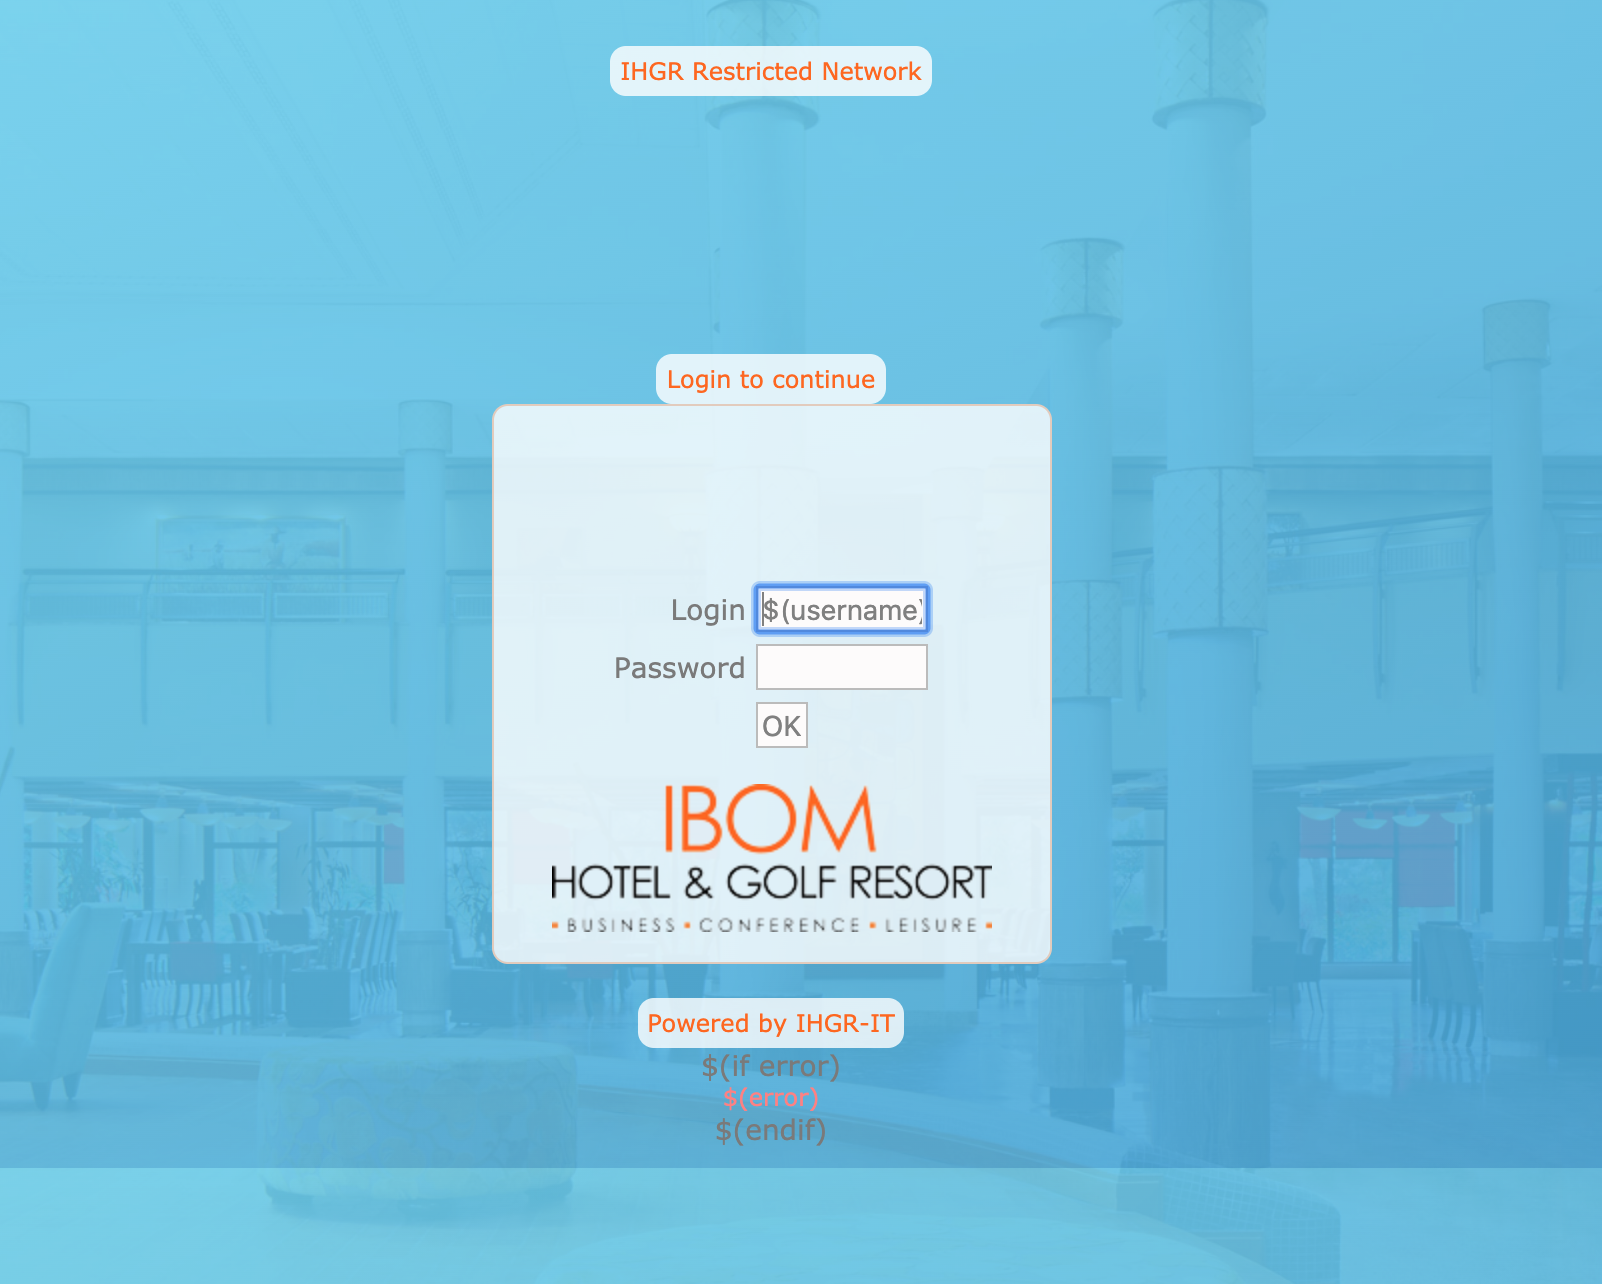 IHGR Restricted Network
Login to continue
Login $(username)
Password
OK
IBOM
HOTEL & GOLF RESORT
BUSINESS • CONFERENCE • LEISURE
Powered by IHGR-IT
$(if error)
$(error)
$(endif)